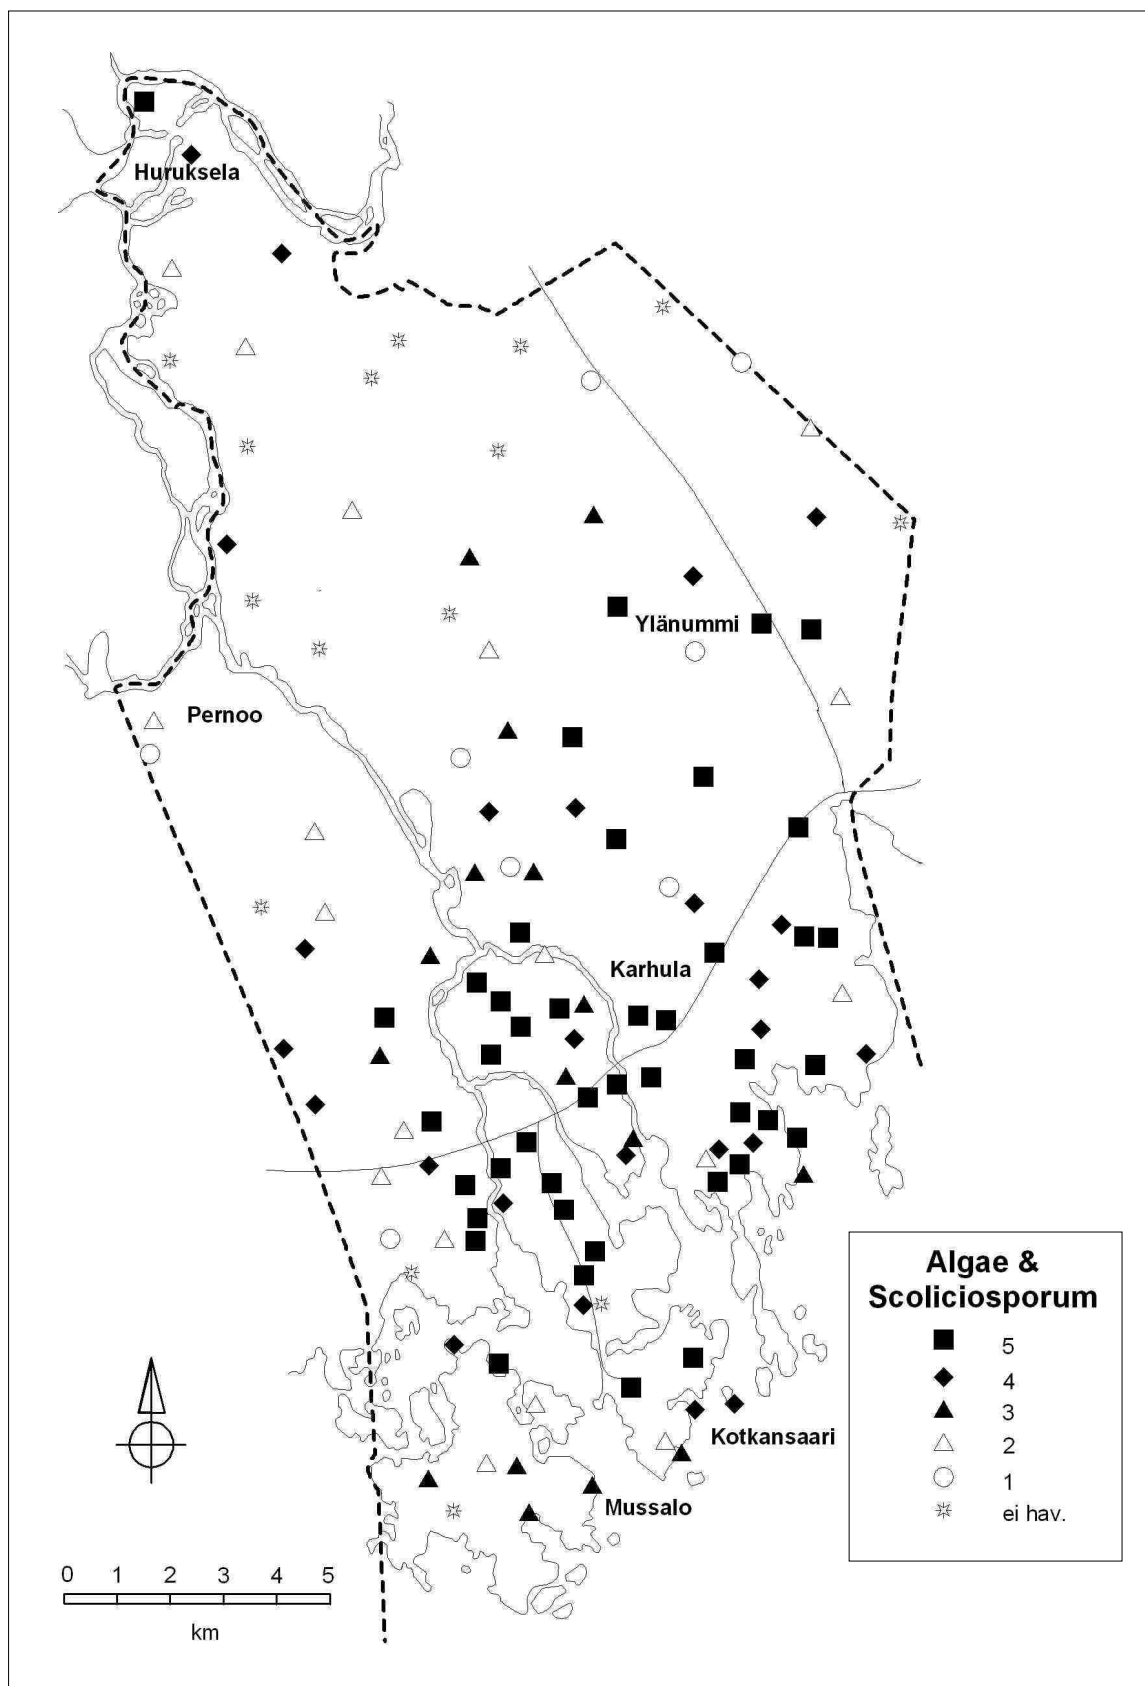 Huruksela
Ylänummi
Pernoo
Karhula
Algae &
Scoliciosporum
5
4
3
2
1
ei hav.
Kotkansaari
Mussalo
0 1 2 3 4 5
km